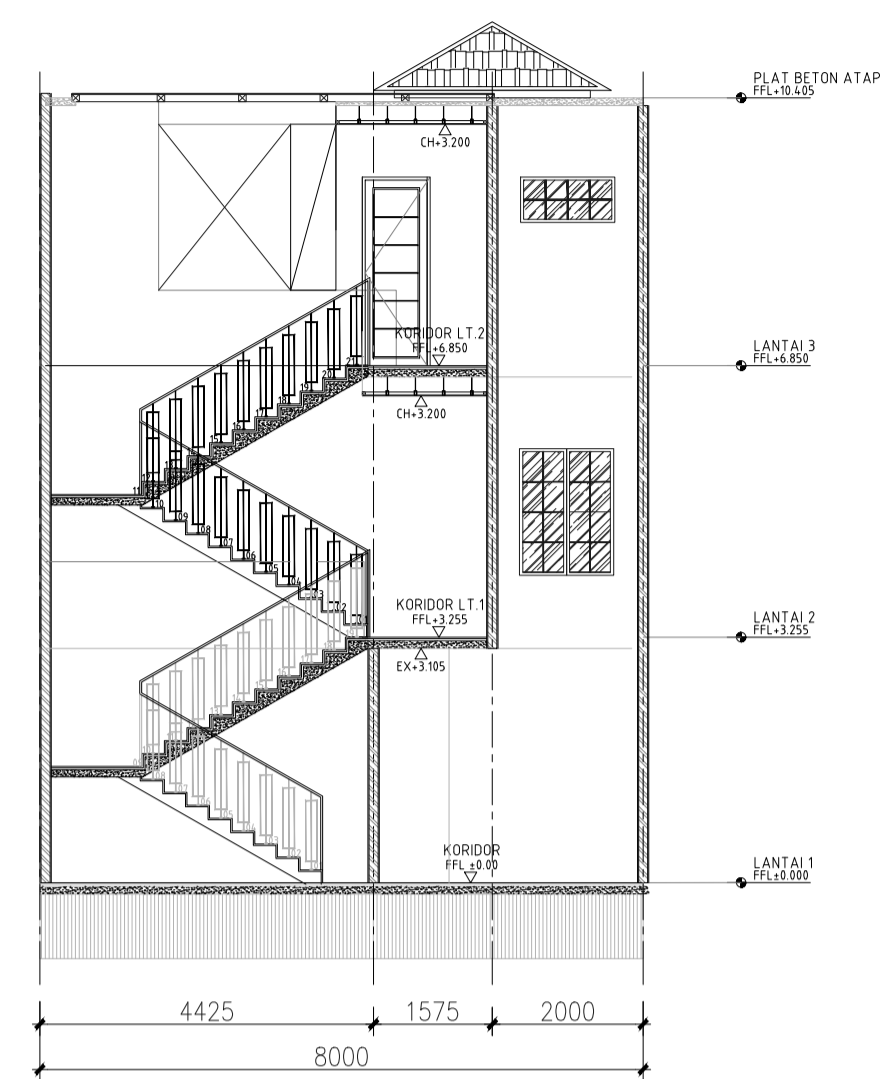 PLAT BETON ATAP
FFL+10.405
CH+3.200
KORIDOR LT.2
FFL+6.850
LANTAI 3
FFL+6.850
CH+3.200
KORIDOR LT.1
FFL+3.255
LANTAI 2
FFL+3.255
EX+3.105
KORIDOR
FFL ±0.00
LANTAI 1
FFL±0.000
4425
1575
2000
8000